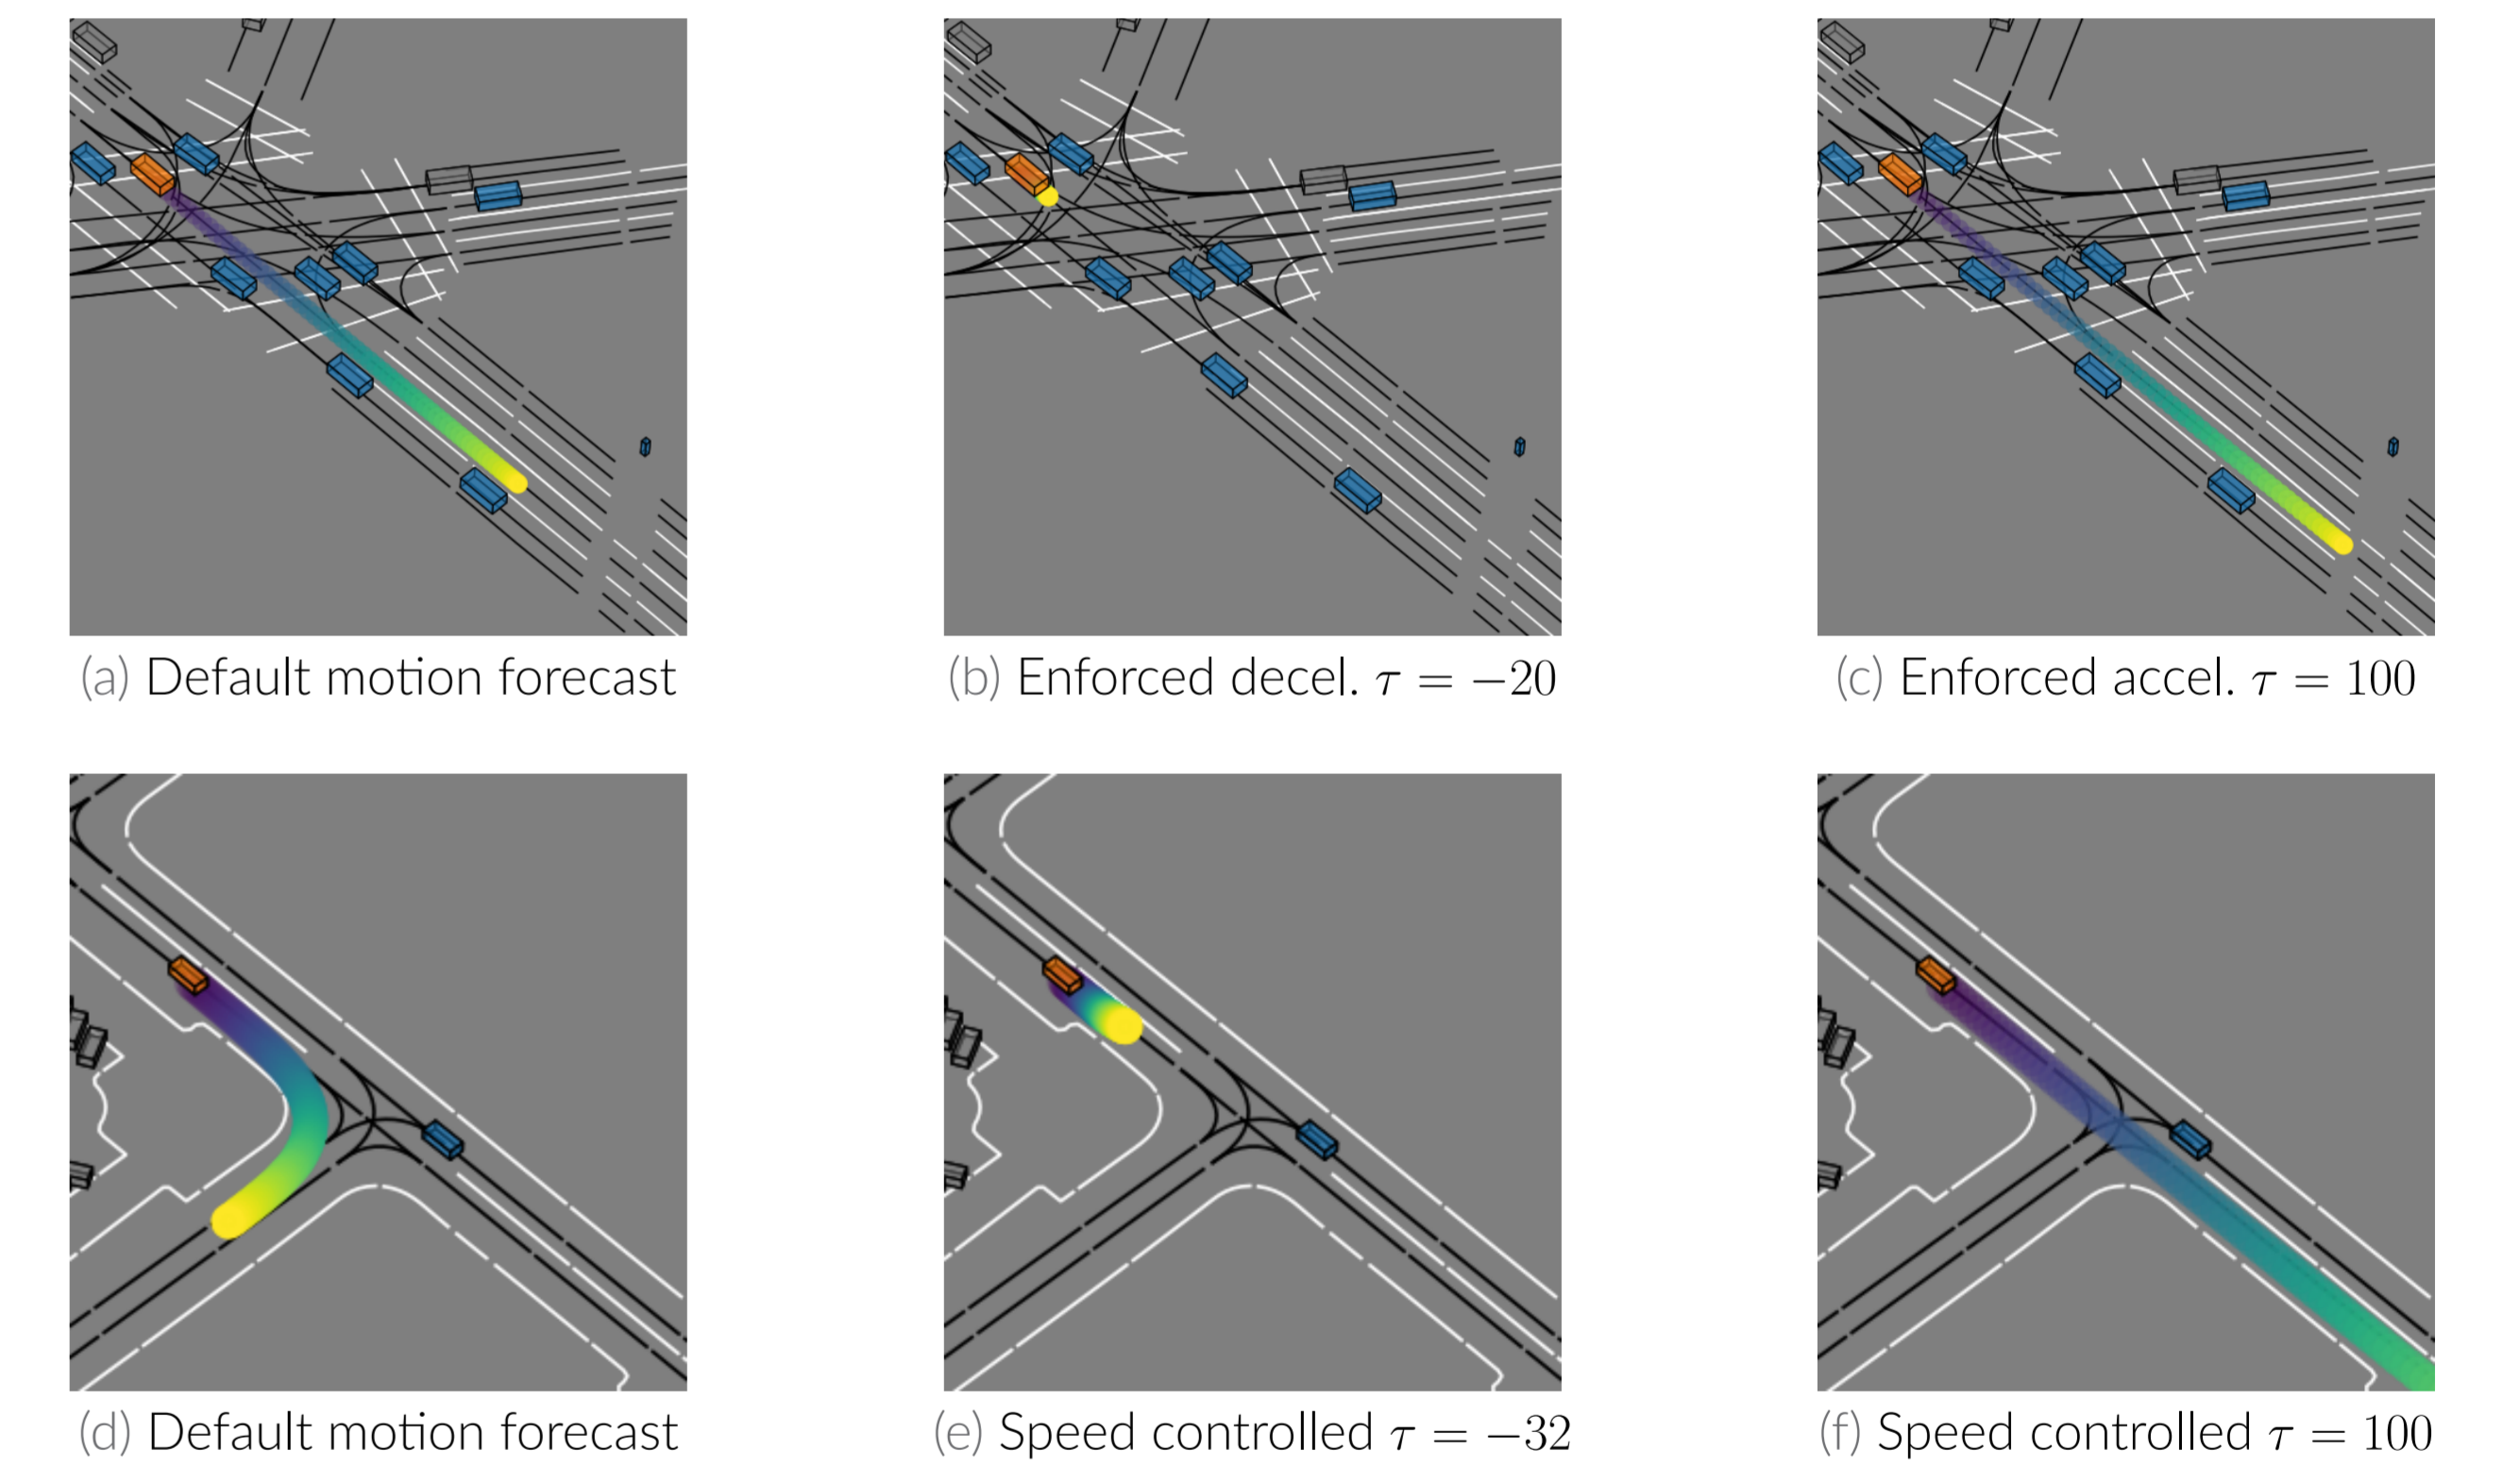 (a) Default motion forecast
(b) Enforced decel. τ = −20
(c) Enforced accel. τ = 100
(d) Default motion forecast
(e) Speed controlled τ = −32
(f) Speed controlled τ = 100